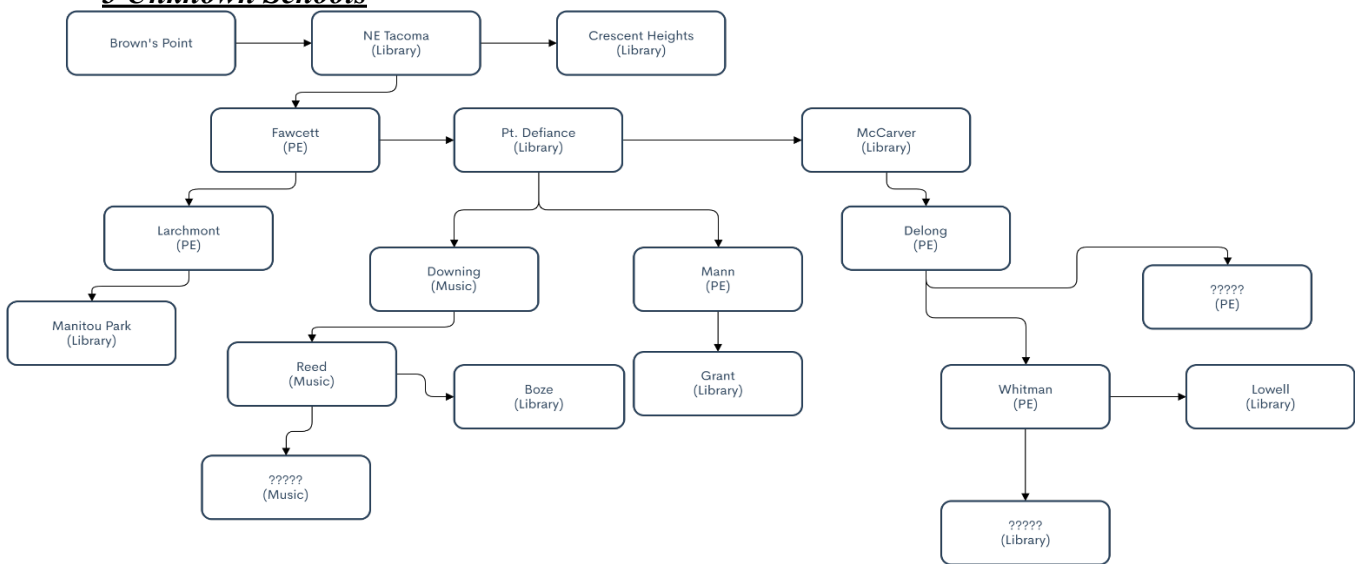 Unknown Schools
Brown's Point
NE Tacoma
(Library)
Crescent Heights
(Library)
Fawcett
(PE)
Pt. Defiance
(Library)
McCarver
(Library)
Larchmont
(PE)
Delong
(PE)
Downing
(Music)
Mann
(PE)
?????
(PE)
Manitou Park
(Library)
Reed
(Music)
Boze
(Library)
Grant
(Library)
Whitman
(PE)
Lowell
(Library)
?????
(Music)
?????
(Library)